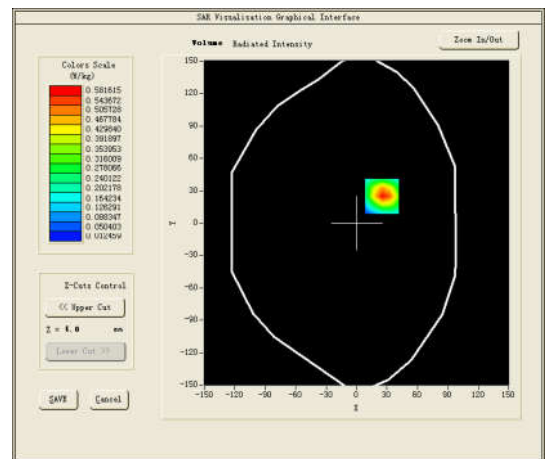 SAR Visualization Graphical Interface
Volume Radiated Intensity
Zoom In/Out
Colors Scale
(W/kg)
0.581615
0.543672
0.505728
0.467784
0.429840
0.391897
0.353953
0.316009
0.278066
0.240122
0.202178
0.164234
0.126291
0.088347
0.050403
0.012459
150
120
90
60
30
0
-30
-60
-90
-120
-150
Y
-150 -120 -90 -60 -30 0 30 60 90 120 150
X
Z-Cuts Control
<< Upper Cut
Z = 4.0 mm
Lower Cut >>
SAVE Cancel